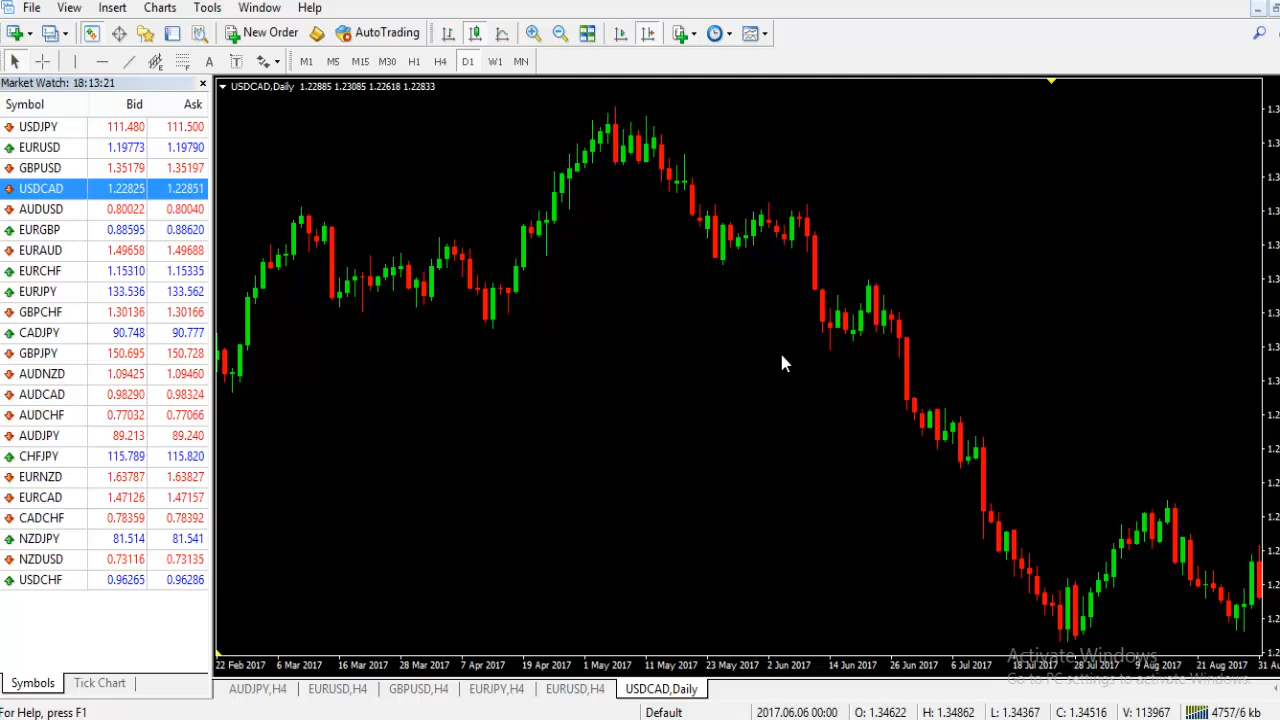 File View Insert Charts Tools Window Help
New Order AutoTrading
A T M1 M5 M15 M30 H1 H4 D1 W1 MN
Market Watch: 18:13:21
Symbol Bid Ask
USDJPY 111.480 111.500
EURUSD 1.19773 1.19790
GBPUSD 1.35179 1.35197
USDCAD 1.22825 1.22851
AUDUSD 0.80022 0.80040
EURGBP 0.88595 0.88620
EURAUD 1.49658 1.49688
EURCHF 1.15310 1.15335
EURJPY 133.536 133.562
GBPCHF 1.30136 1.30166
CADJPY 90.748 90.777
GBPJPY 150.695 150.728
AUDNZD 1.09425 1.09460
AUDCAD 0.98290 0.98324
AUDCHF 0.77032 0.77066
AUDJPY 89.213 89.240
CHFJPY 115.789 115.820
EURNZD 1.63787 1.63827
EURCAD 1.47126 1.47157
CADCHF 0.78359 0.78392
NZDJPY 81.514 81.541
NZDUSD 0.73116 0.73135
USDCHF 0.96265 0.96286
Symbols Tick Chart
USDCAD,Daily 1.22885 1.23085 1.22618 1.22833
22 Feb 2017 6 Mar 2017 16 Mar 2017 28 Mar 2017 7 Apr 2017 19 Apr 2017 1 May 2017 11 May 2017 23 May 2017 2 Jun 2017 14 Jun 2017 26 Jun 2017 6 Jul 2017 18 Jul 2017 28 Jul 2017 9 Aug 2017 21 Aug 2017 31 Au
Activate Windows
Go to PC settings to activate Windows.
AUDJPY,H4 EURUSD,H4 GBPUSD,H4 EURJPY,H4 EURUSD,H4 USDCAD,Daily
For Help, press F1 Default 2017.06.06 00:00 O: 1.34622 H: 1.34862 L: 1.34367 C: 1.34516 V: 113967 4757/6 kb